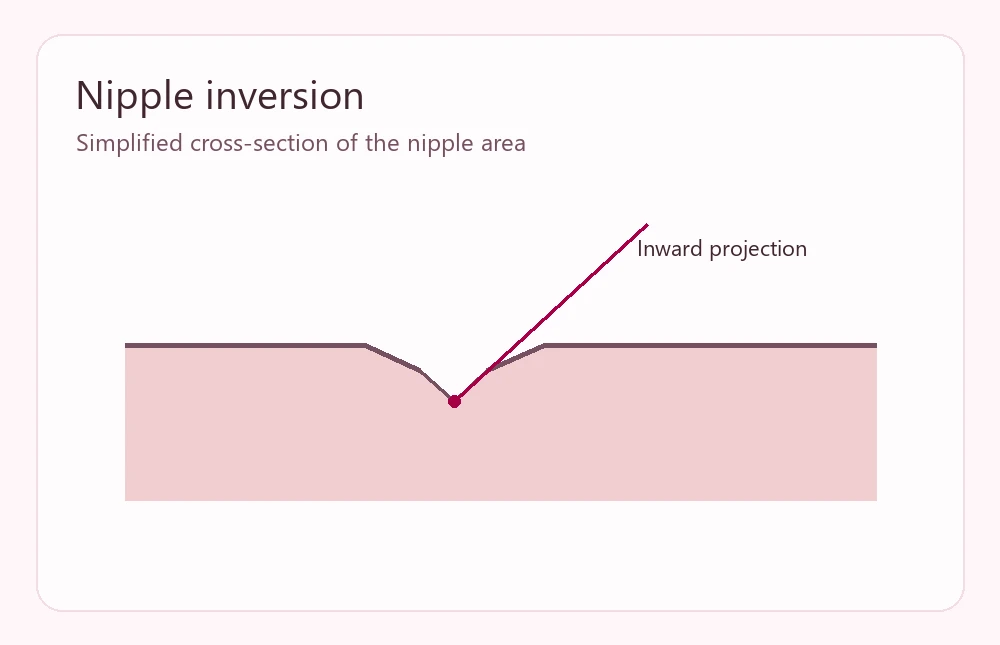 Nipple inversion
Simplified cross-section of the nipple area
Inward projection